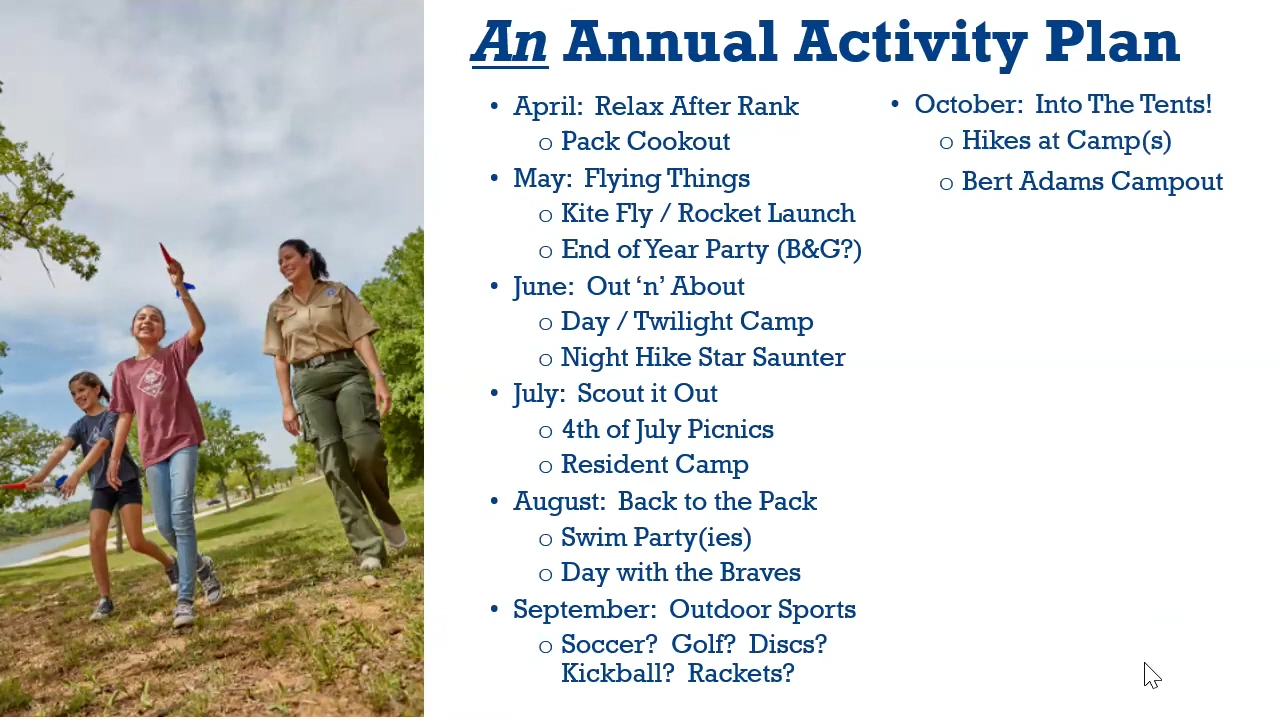 An Annual Activity Plan
• April: Relax After Rank
o Pack Cookout
• May: Flying Things
o Kite Fly / Rocket Launch
o End of Year Party (B&G?)
• June: Out ‘n’ About
o Day / Twilight Camp
o Night Hike Star Saunter
• July: Scout it Out
o 4th of July Picnics
o Resident Camp
• August: Back to the Pack
o Swim Party(ies)
o Day with the Braves
• September: Outdoor Sports
o Soccer? Golf? Discs?
Kickball? Rackets?
• October: Into The Tents!
o Hikes at Camp(s)
o Bert Adams Campout